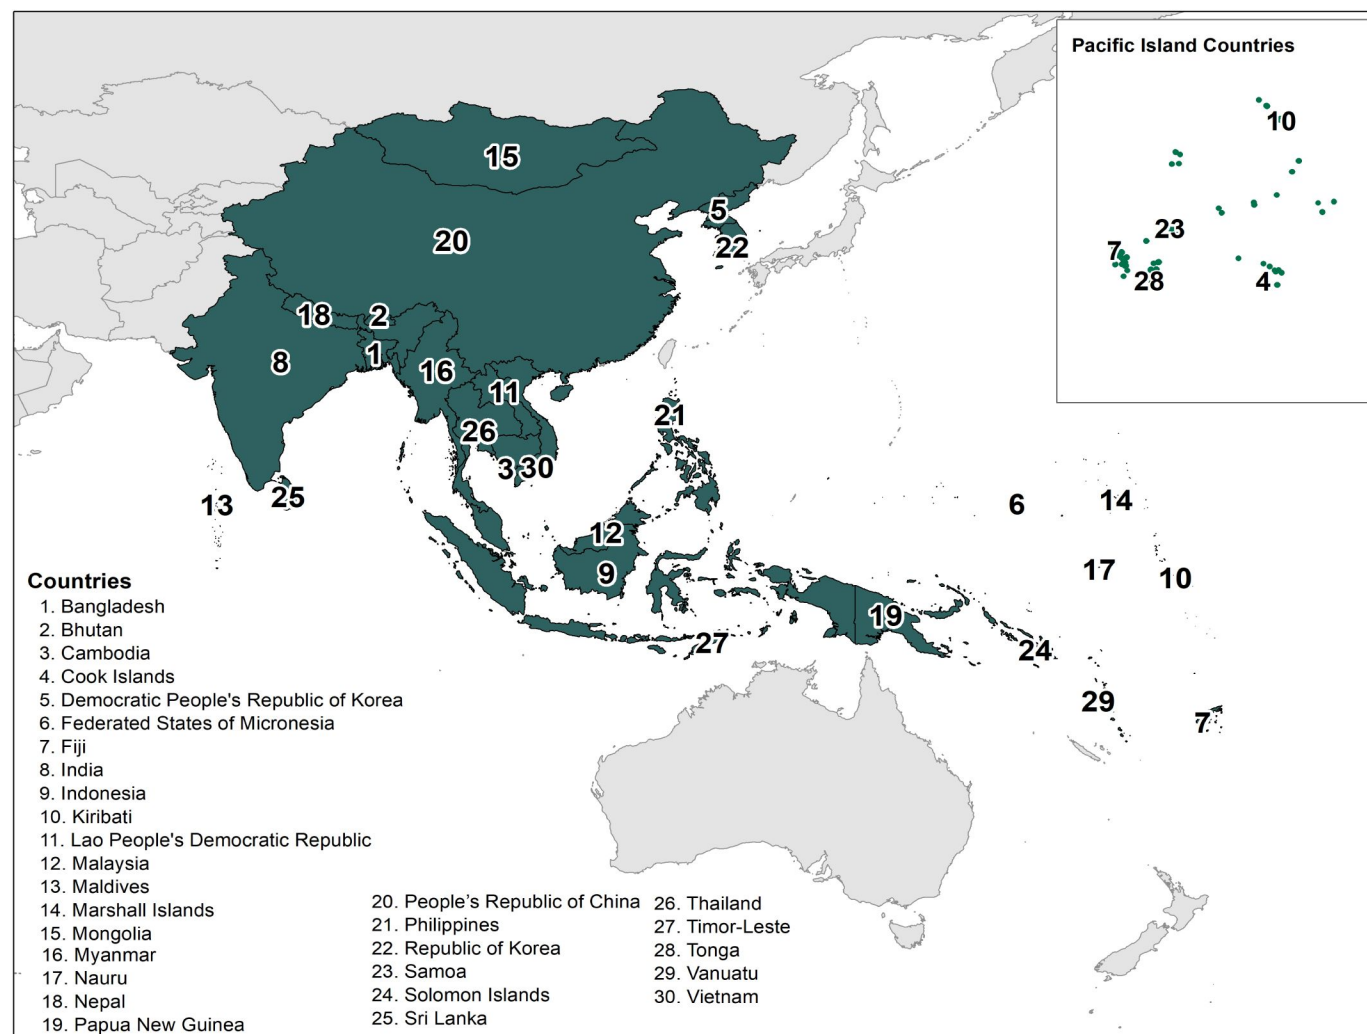 Pacific Island Countries
10
23
7
28
4
15
5
20
22
18
2
1
8
16
11
21
26
3
30
13
25
6
14
12
9
17
10
19
27
24
29
7
Countries
1. Bangladesh
2. Bhutan
3. Cambodia
4. Cook Islands
5. Democratic People's Republic of Korea
6. Federated States of Micronesia
7. Fiji
8. India
9. Indonesia
10. Kiribati
11. Lao People's Democratic Republic
12. Malaysia
13. Maldives
14. Marshall Islands
15. Mongolia
16. Myanmar
17. Nauru
18. Nepal
19. Papua New Guinea
20. People’s Republic of China
21. Philippines
22. Republic of Korea
23. Samoa
24. Solomon Islands
25. Sri Lanka
26. Thailand
27. Timor-Leste
28. Tonga
29. Vanuatu
30. Vietnam